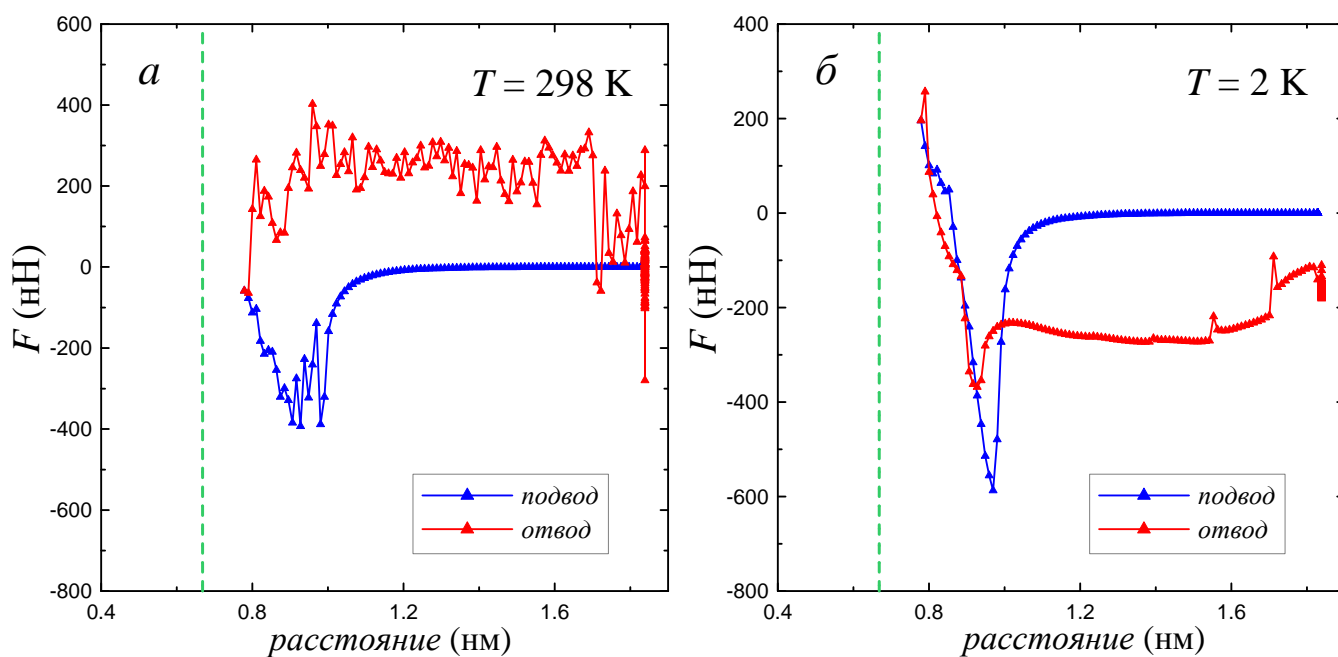 600
400
200
0
-200
-400
-600
-800
F (нН)
а
T = 298 K
подвод
отвод
0.4
0.8
1.2
1.6
расстояние (нм)
400
200
0
-200
-400
-600
-800
F (нН)
б
T = 2 K
подвод
отвод
0.4
0.8
1.2
1.6
расстояние (нм)